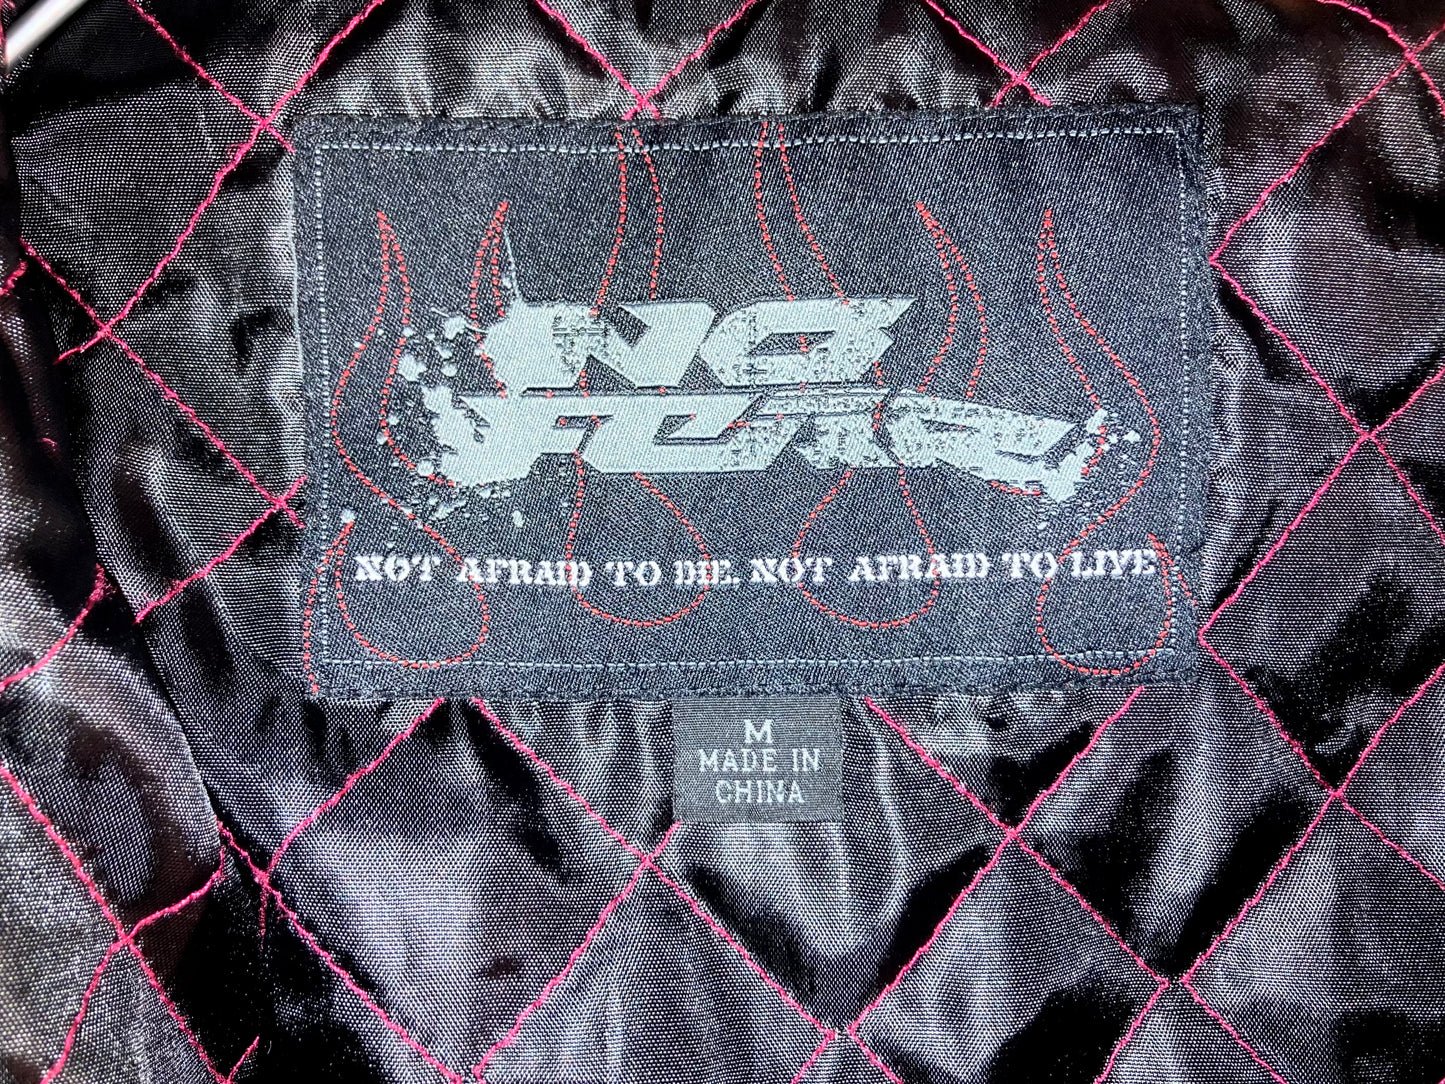 NO
FEAR
NOT AFRAID TO DIE. NOT AFRAID TO LIVE
M
MADE IN
CHINA